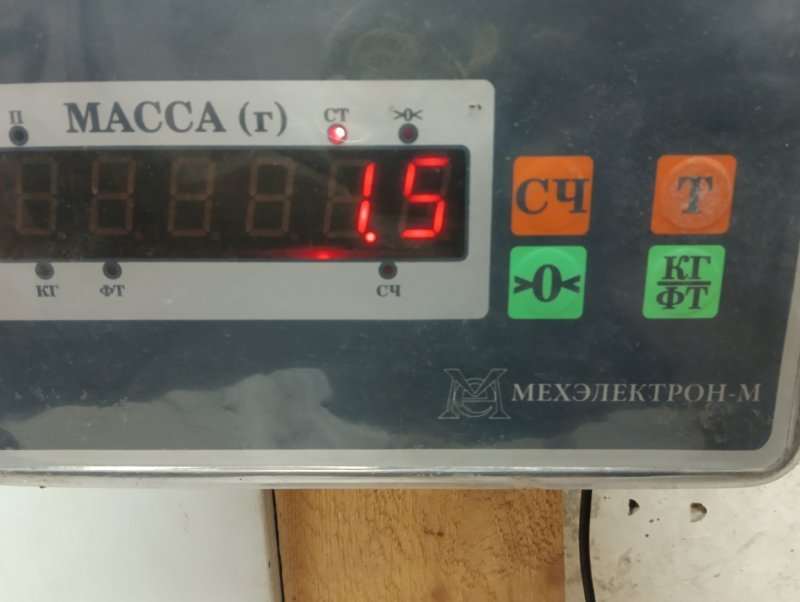 П МАССА (г) СТ >0<
1.5
КГ ФТ СЧ
СЧ Т
>0< КГ/ФТ
МЕХЭЛЕКТРОН-М